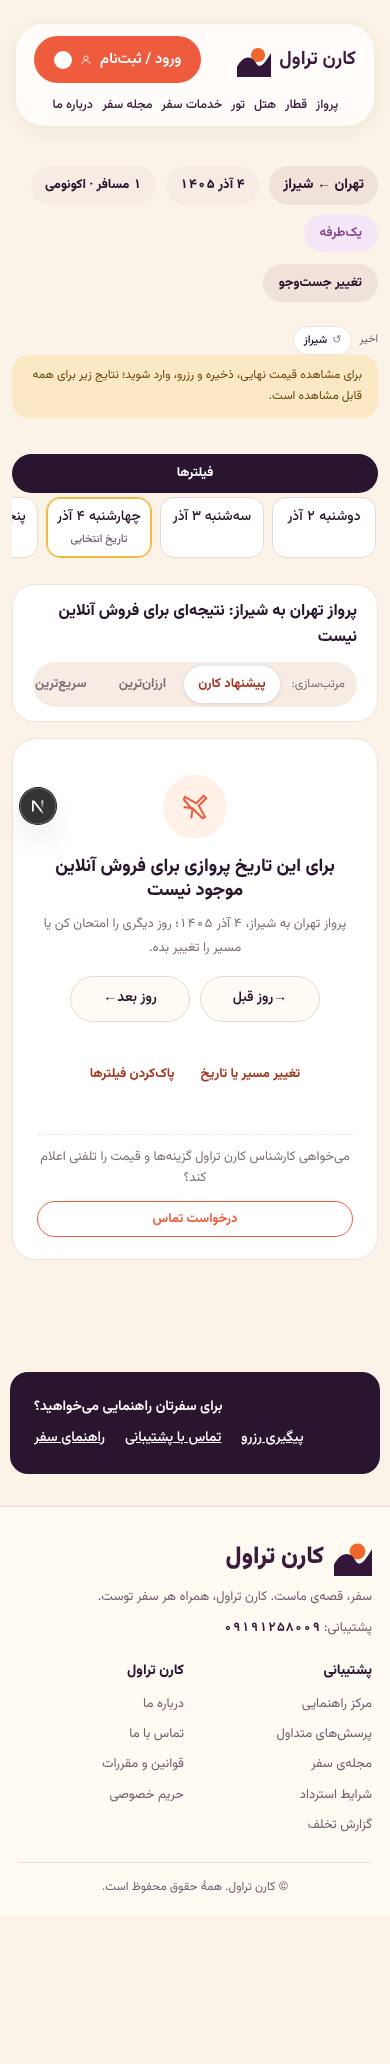 کارن تراول
ورود / ثبت‌نام
پرواز قطار هتل تور خدمات سفر مجله سفر درباره ما
تهران ← شیراز
۴ آذر ۱۴۰۵
۱ مسافر · اکونومی
یک‌طرفه
تغییر جست‌وجو
اخیر
↺ شیراز
برای مشاهده قیمت نهایی، ذخیره و رزرو، وارد شوید؛ نتایج زیر برای همه
قابل مشاهده است.
فیلترها
دوشنبه ۲ آذر
سه‌شنبه ۳ آذر
چهارشنبه ۴ آذر
تاریخ انتخابی
پرواز تهران به شیراز: نتیجه‌ای برای فروش آنلاین
نیست
مرتب‌سازی: پیشنهاد کارن ارزان‌ترین سریع‌ترین
N
برای این تاریخ پروازی برای فروش آنلاین
موجود نیست
پرواز تهران به شیراز، ۴ آذر ۱۴۰۵؛ روز دیگری را امتحان کن یا
مسیر را تغییر بده.
→روز قبل
روز بعد←
تغییر مسیر یا تاریخ
پاک‌کردن فیلترها
می‌خواهی کارشناس کارن تراول گزینه‌ها و قیمت را تلفنی اعلام
کند؟
درخواست تماس
برای سفرتان راهنمایی می‌خواهید؟
پیگیری رزرو تماس با پشتیبانی راهنمای سفر
کارن تراول
سفر، قصه‌ی ماست. کارن تراول، همراه هر سفر توست.
پشتیبانی: ۰۹۱۹۱۲۵۸۰۰۹
پشتیبانی
مرکز راهنمایی
پرسش‌های متداول
مجله‌ی سفر
شرایط استرداد
گزارش تخلف
کارن تراول
درباره ما
تماس با ما
قوانین و مقررات
حریم خصوصی
© کارن تراول. همهٔ حقوق محفوظ است.